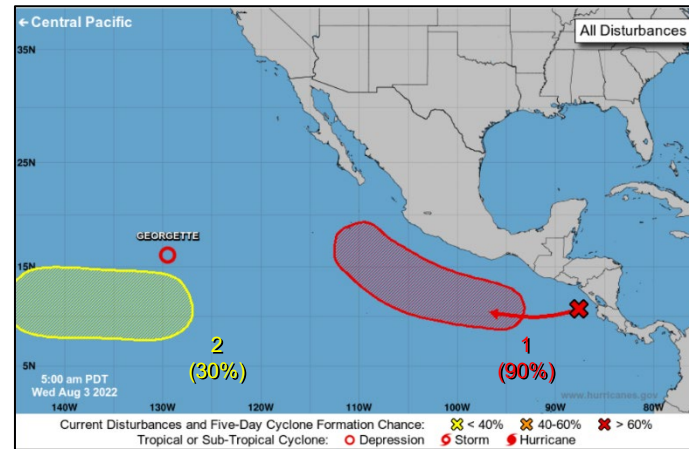 ←Central Pacific
All Disturbances
35N
25N
GEORGETTE
15N
2
(30%)
1
(90%)
5N
5:00 am PDT
Wed Aug 3 2022
www.hurricanes.gov
140W 130W 120W 110W 100W 90W 80W
Current Disturbances and Five-Day Cyclone Formation Chance: < 40% 40-60% > 60%
Tropical or Sub-Tropical Cyclone: Depression Storm Hurricane